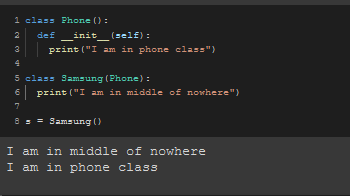 1 class Phone():
2   def __init__(self):
3     print("I am in phone class")
4
5 class Samsung(Phone):
6   print("I am in middle of nowhere")
7
8 s = Samsung()
I am in middle of nowhere
I am in phone class